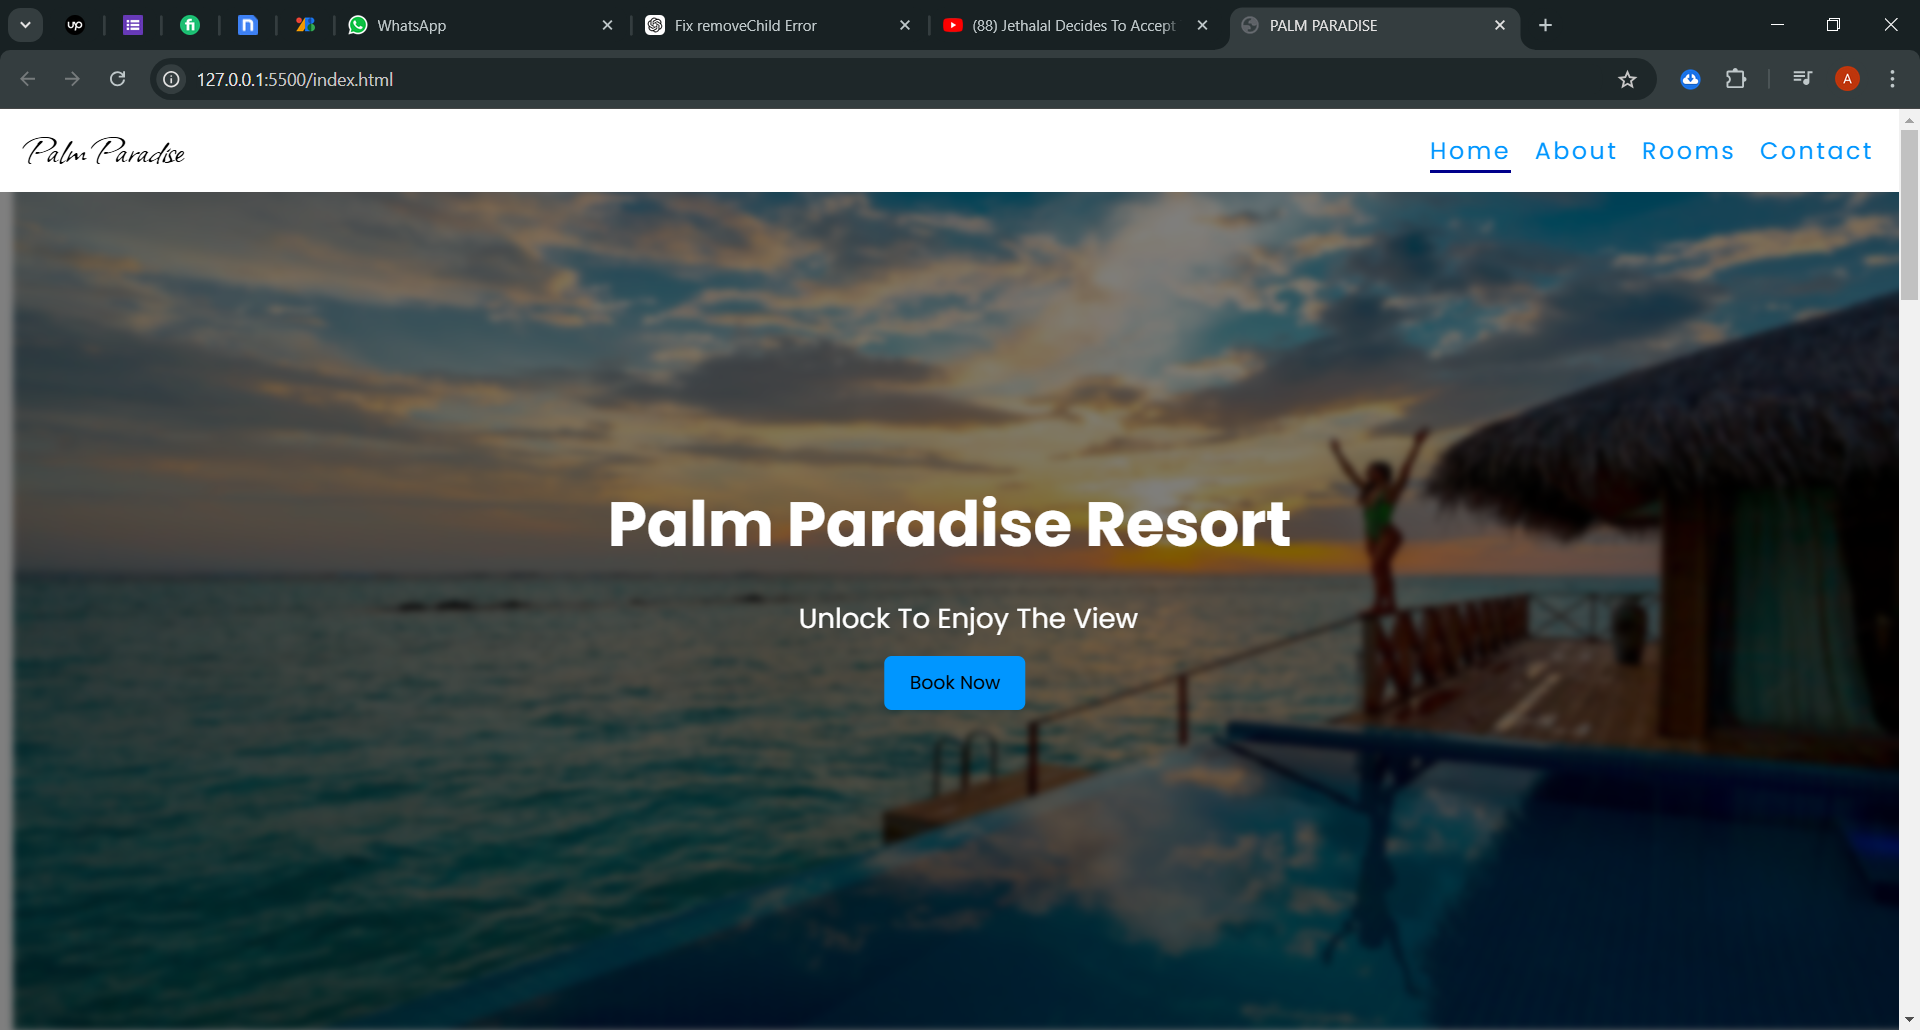 up
WhatsApp
Fix removeChild Error
(88) Jethalal Decides To Accept
PALM PARADISE
127.0.0.1:5500/index.html
A
Palm Paradise
Home
About
Rooms
Contact
Palm Paradise Resort
Unlock To Enjoy The View
Book Now